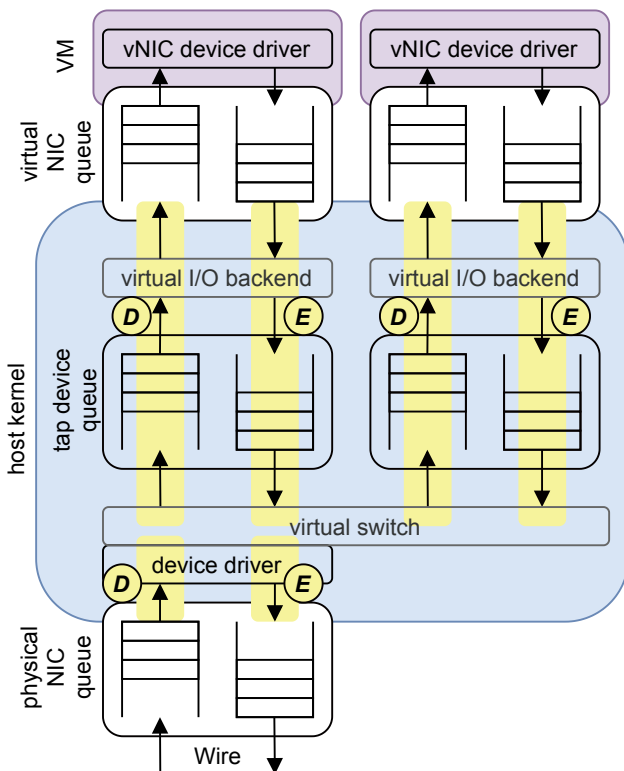 VM
vNIC device driver
vNIC device driver
virtual
NIC
queue
host kernel
virtual I/O backend
virtual I/O backend
D
E
D
E
tap device
queue
virtual switch
device driver
D
E
physical
NIC
queue
Wire